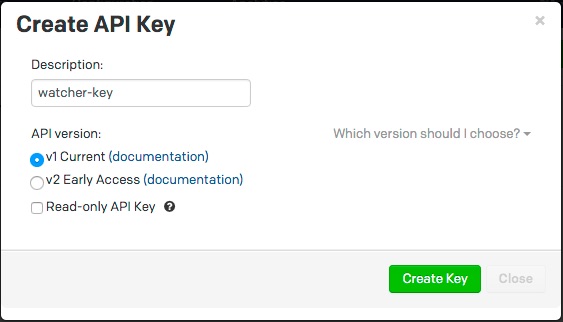 Create API Key
×
Description:
watcher-key
API version:
Which version should I choose?
v1 Current (documentation)
v2 Early Access (documentation)
Read-only API Key ?
Create Key
Close